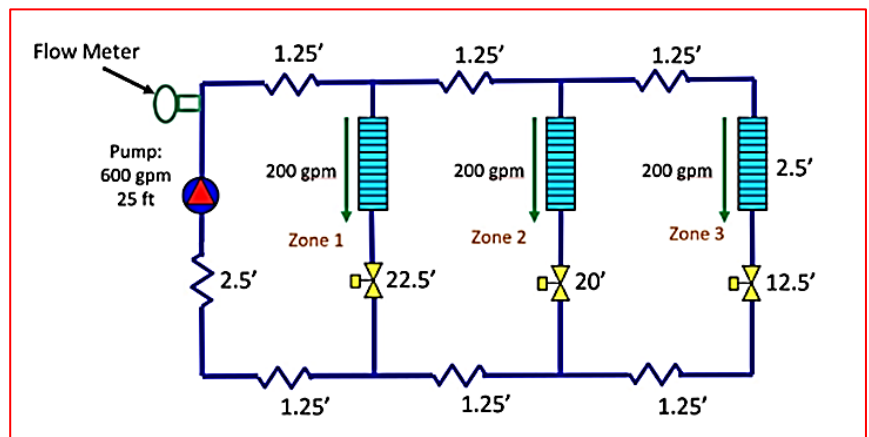 Flow Meter
1.25’
1.25’
1.25’
Pump:
600 gpm
25 ft
200 gpm
200 gpm
200 gpm
2.5’
Zone 1
Zone 2
Zone 3
2.5’
22.5’
20’
12.5’
1.25’
1.25’
1.25’